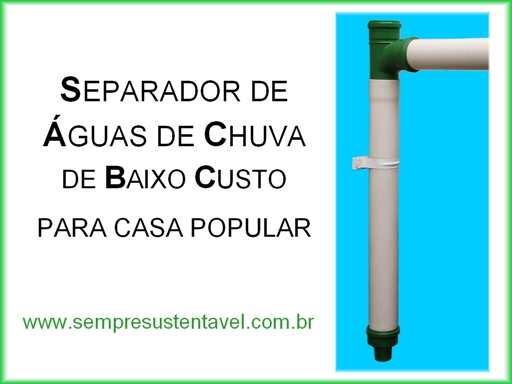 SEPARADOR DE
ÁGUAS DE CHUVA
DE BAIXO CUSTO
PARA CASA POPULAR
www.sempresustentavel.com.br